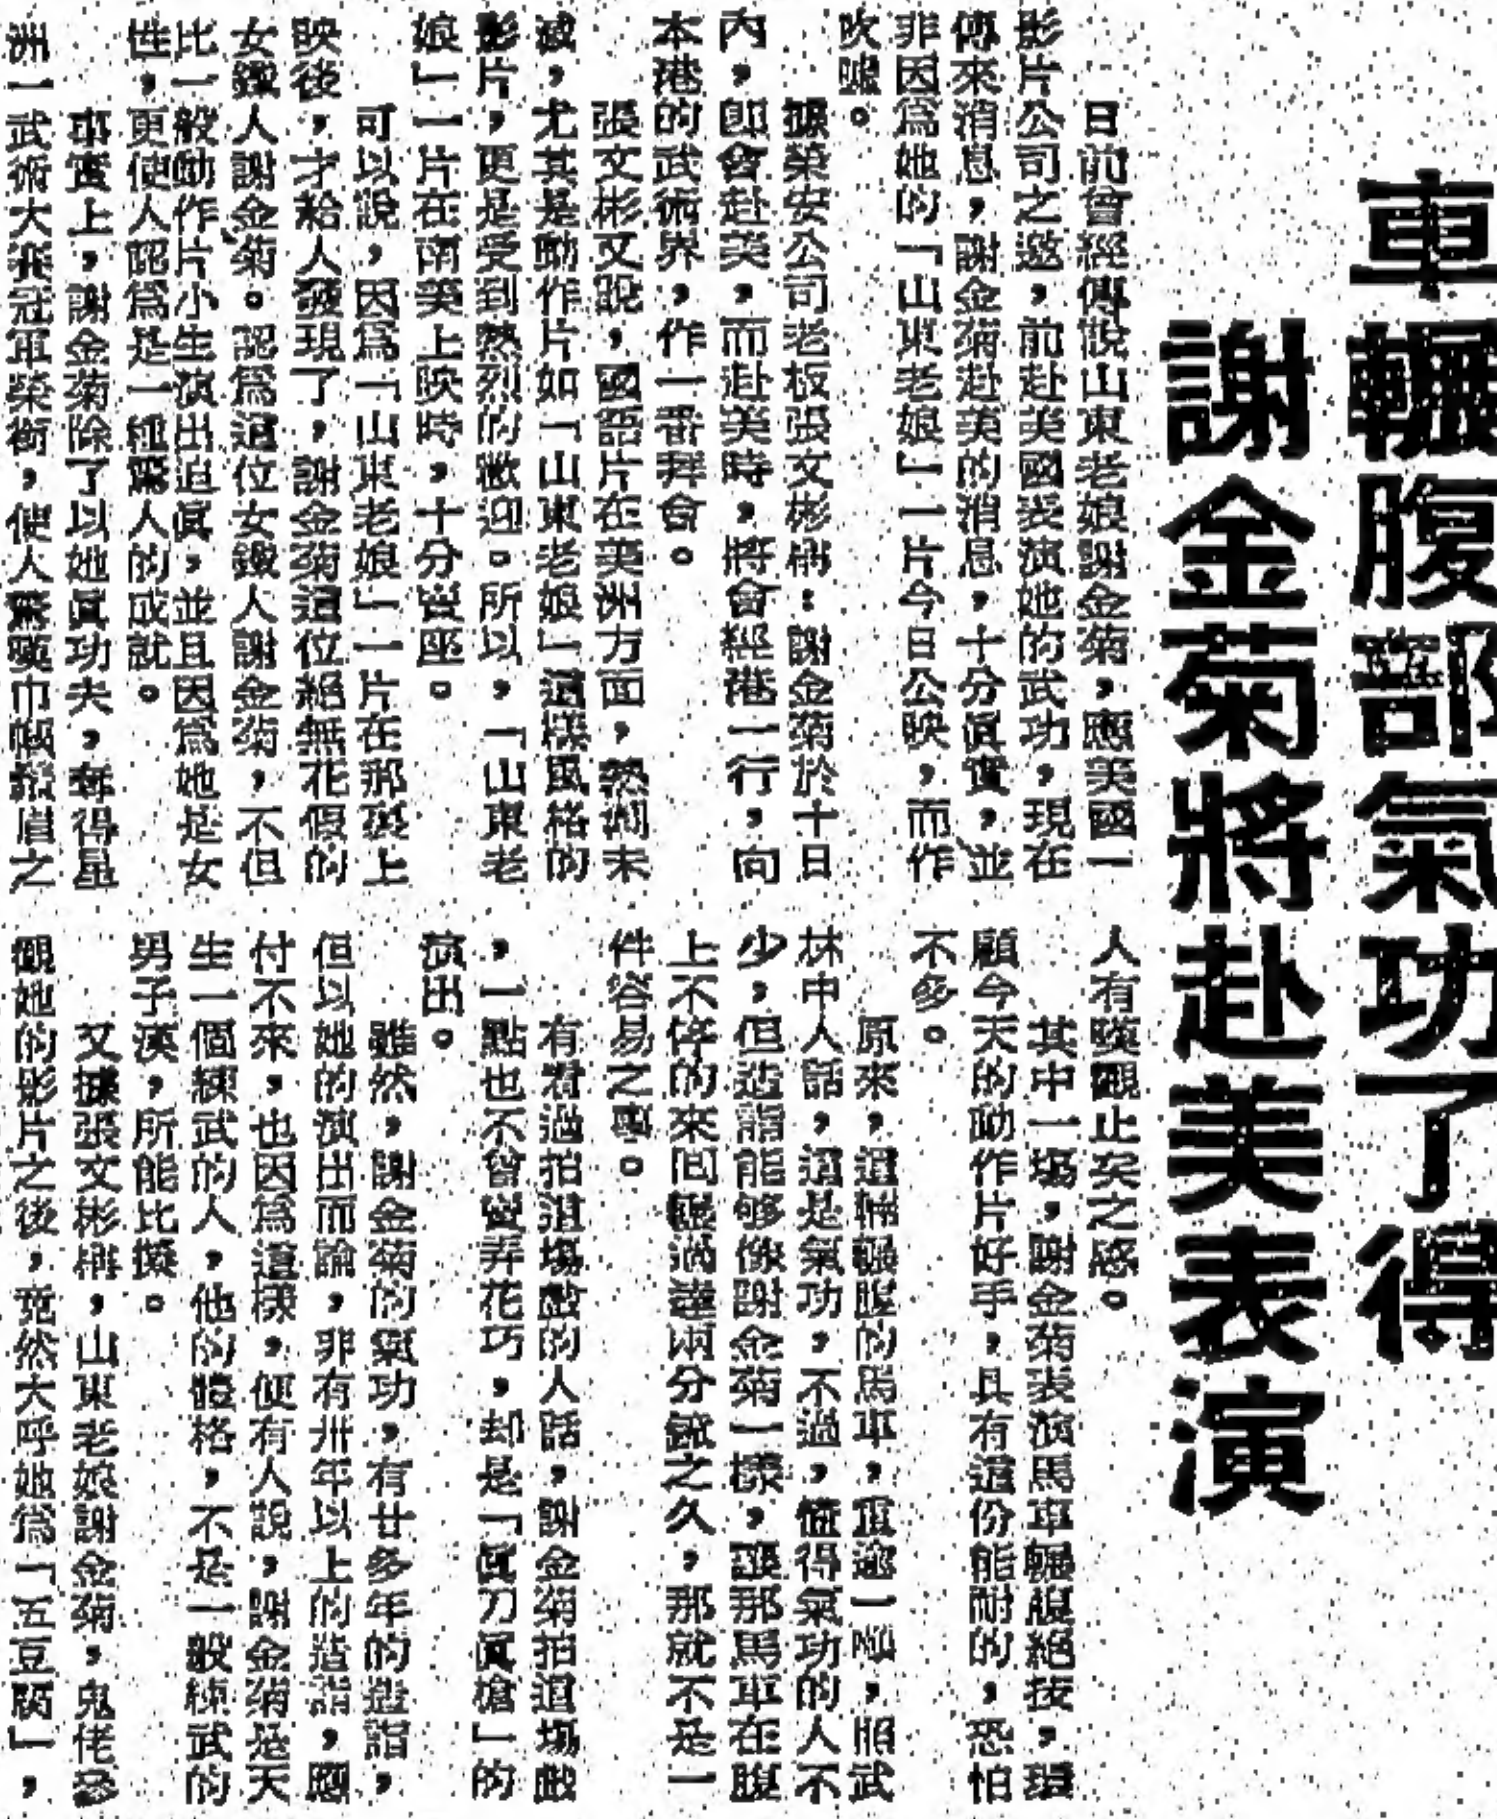 車輾腹部氣功了得
謝金菊將赴美表演
日前曾經傳說山東老娘謝金菊，應美國一
影片公司之邀，前赴美國表演她的武功，現在
傳來消息，謝金菊赴美的消息，十分眞實，並
非因爲她的「山東老娘」一片今日公映，而作
吹噓。
據榮安公司老板張文彬稱：謝金菊於十日
內，卽會赴美，而赴美時，將會經港一行，向
本港的武術界，作一番拜會。
張文彬又說，國語片在美洲方面，熱潮未
減，尤其是動作片如「山東老娘」這樣風格的
影片，更是受到熱烈的歡迎。所以，「山東老
娘」一片在南美上映時，十分賣座。
可以說，因爲「山東老娘」一片在那裏上
映後，才給人發現了，謝金菊這位絕無花假的
女鐵人謝金菊。認爲這位女鐵人謝金菊，不但
比一般動作片小生演出迫眞，並且因爲她是女
性，更使人認爲是一種驚人的成就。
事實上，謝金菊除了以她眞功夫，奪得星
洲一武術大賽冠軍榮銜，使人驚嘆巾幗鬚眉之
人有嘆觀止矣之感。
其中一場，謝金菊表演馬車輾腹絕技，環
顧今天的動作片好手，具有這份能耐的，恐怕
不多。
原來，這輛輾腹的馬車，重逾一噸，照武
林中人話，這是氣功，不過，懂得氣功的人不
少，但造詣能够像謝金菊一樣，讓那馬車在腹
上不停的來回輾過達兩分鐘之久，那就不是一
件容易之事。
有看過拍這場戲的人話，謝金菊拍這場戲
，一點也不曾賣弄花巧，却是「眞刀眞槍」的
演出。
雖然，謝金菊的氣功，有廿多年的造詣，
但以她的演出而論，非有卅年以上的造詣，應
付不來，也因爲這樣，便有人說，謝金菊是天
生一個練武的人，他的體格，不是一般練武的
男子漢，所能比擬。
又據張文彬稱，山東老娘謝金菊，鬼佬參
觀她的影片之後，竟然大呼她爲「五豆